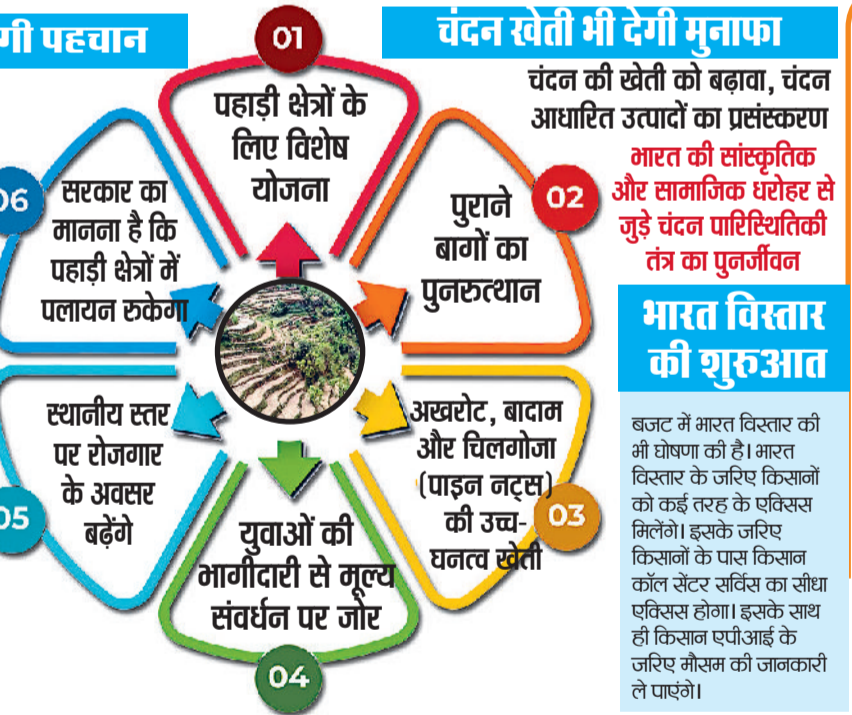 गी पहचान
01
पहाड़ी क्षेत्रों के
लिए विशेष
योजना
02
पुराने
बागों का
पुनरुत्थान
03
अखरोट, बादाम
और चिलगोजा
(पाइन नट्स)
की उच्च-
घनत्व खेती
04
युवाओं की
भागीदारी से मूल्य
संवर्धन पर जोर
05
स्थानीय स्तर
पर रोजगार
के अवसर
बढ़ेंगे
06
सरकार का
मानना है कि
पहाड़ी क्षेत्रों में
पलायन रुकेगा
चंदन खेती भी देगी मुनाफा
चंदन की खेती को बढ़ावा, चंदन
आधारित उत्पादों का प्रसंस्करण
भारत की सांस्कृतिक
और सामाजिक धरोहर से
जुड़े चंदन पारिस्थितिकी
तंत्र का पुनर्जीवन
भारत विस्तार
की शुरुआत
बजट में भारत विस्तार की
भी घोषणा की है। भारत
विस्तार के जरिए किसानों
को कई तरह के एक्सिस
मिलेंगे। इसके जरिए
किसानों के पास किसान
कॉल सेंटर सर्विस का सीधा
एक्सिस होगा। इसके साथ
ही किसान एपीआई के
जरिए मौसम की जानकारी
ले पाएंगे।